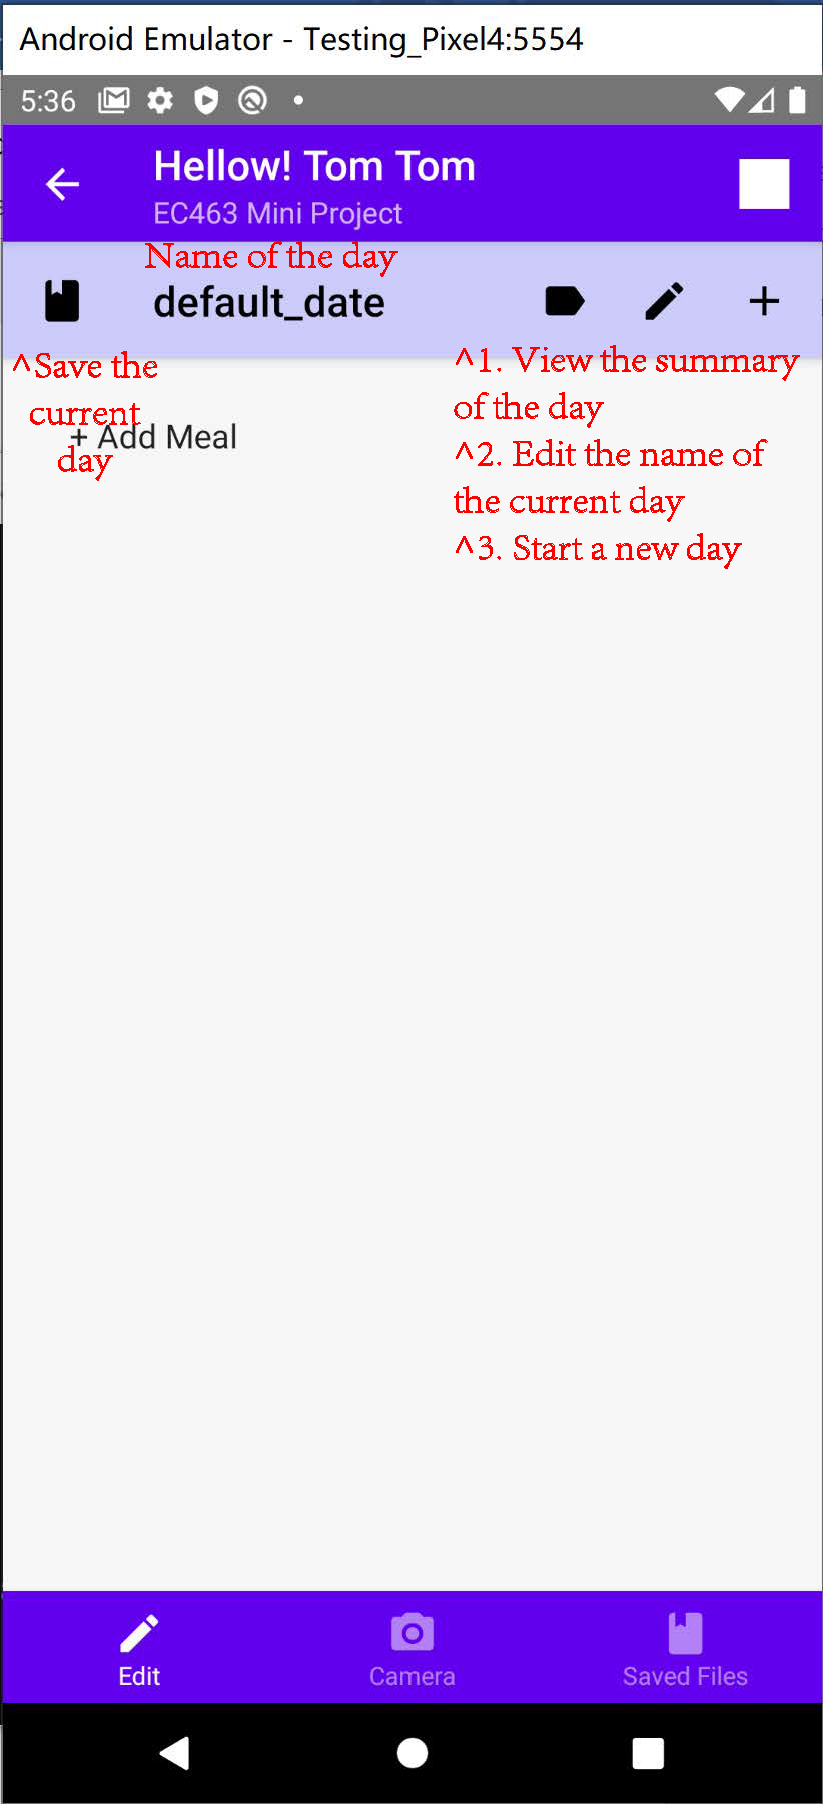 Android Emulator - Testing_Pixel4:5554
5:36
Hellow! Tom Tom
EC463 Mini Project
Name of the day
default_date
^Save the
current
day
+ Add Meal
^1. View the summary
of the day
^2. Edit the name of
the current day
^3. Start a new day
Edit
Camera
Saved Files